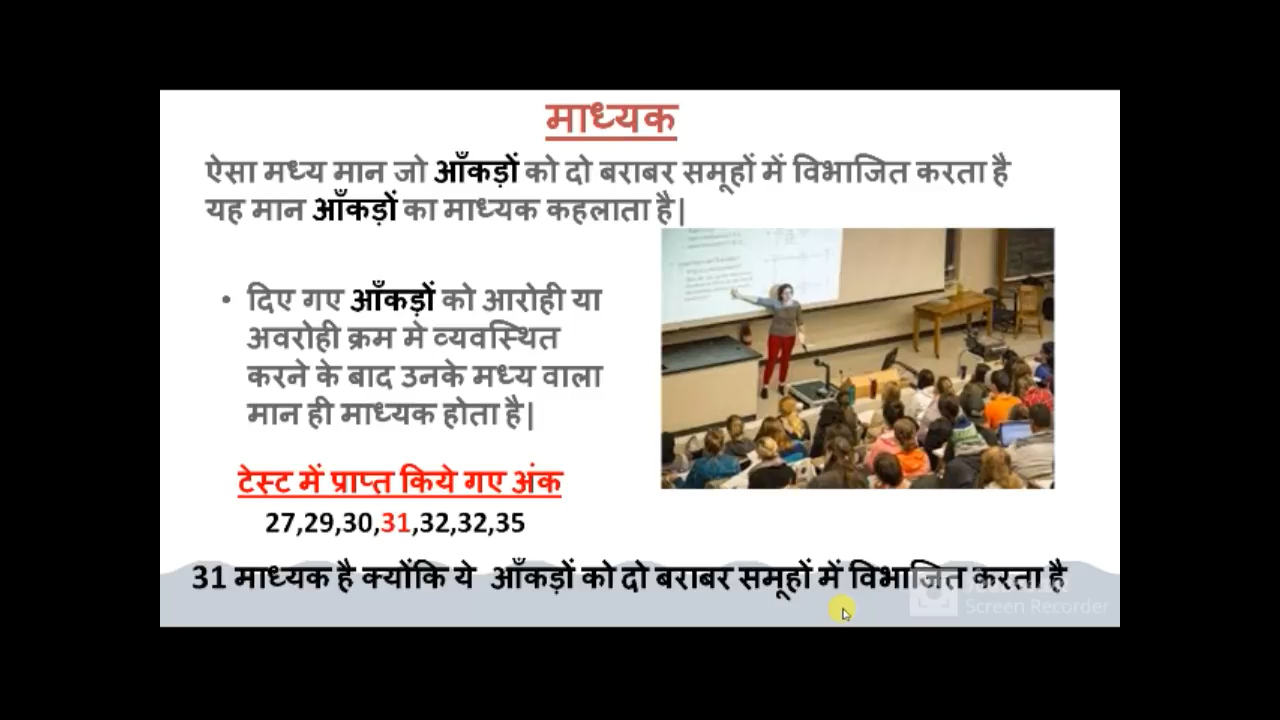 माध्यक
ऐसा मध्य मान जो आँकड़ों को दो बराबर समूहों में विभाजित करता है
यह मान आँकड़ों का माध्यक कहलाता है|
• दिए गए आँकड़ों को आरोही या
अवरोही क्रम मे व्यवस्थित
करने के बाद उनके मध्य वाला
मान ही माध्यक होता है|
टेस्ट में प्राप्त किये गए अंक
27,29,30,31,32,32,35
31 माध्यक है क्योंकि ये आँकड़ों को दो बराबर समूहों में विभाजित करता है
Screen Recorder